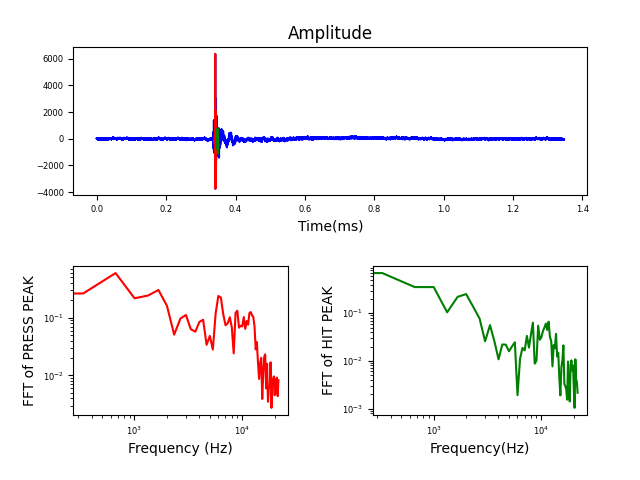 Amplitude
6000
4000
2000
0
−2000
−4000
0.0 0.2 0.4 0.6 0.8 1.0 1.2 1.4
Time(ms)
FFT of PRESS PEAK
10⁻¹
10⁻²
10³ 10⁴
Frequency (Hz)
FFT of HIT PEAK
10⁻¹
10⁻²
10⁻³
10³ 10⁴
Frequency(Hz)